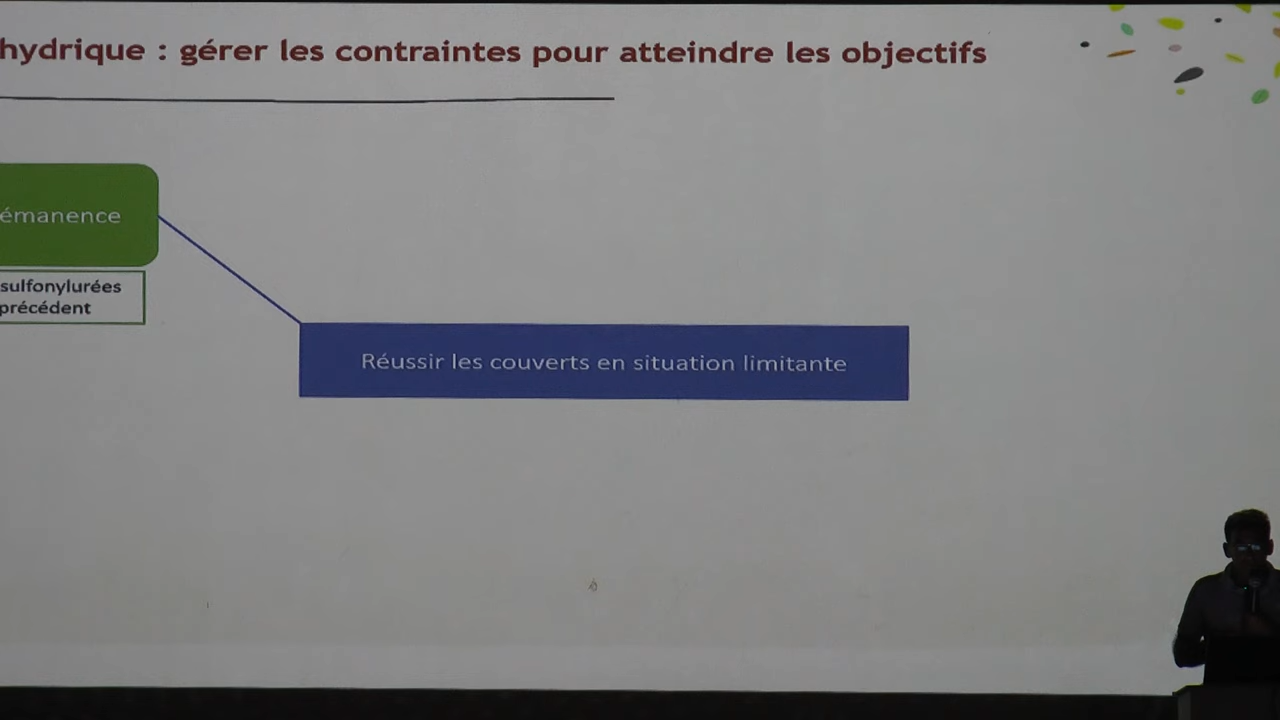 hydrique : gérer les contraintes pour atteindre les objectifs
émanence
sulfonylurées
précédent
Réussir les couverts en situation limitante